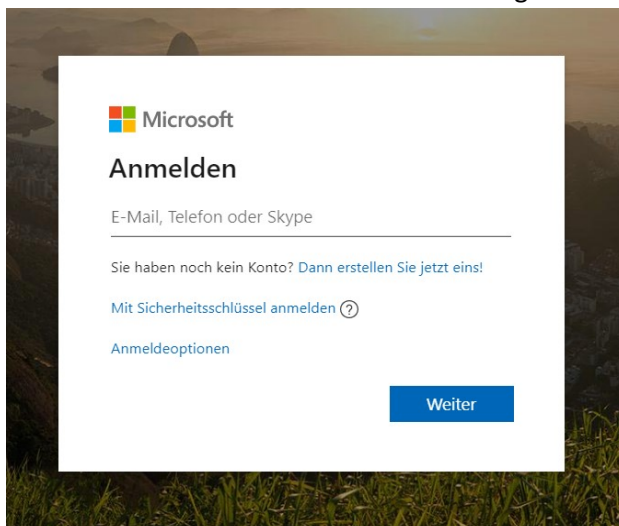 Microsoft
Anmelden
E-Mail, Telefon oder Skype
Sie haben noch kein Konto? Dann erstellen Sie jetzt eins!
Mit Sicherheitsschlüssel anmelden ?
Anmeldeoptionen
Weiter